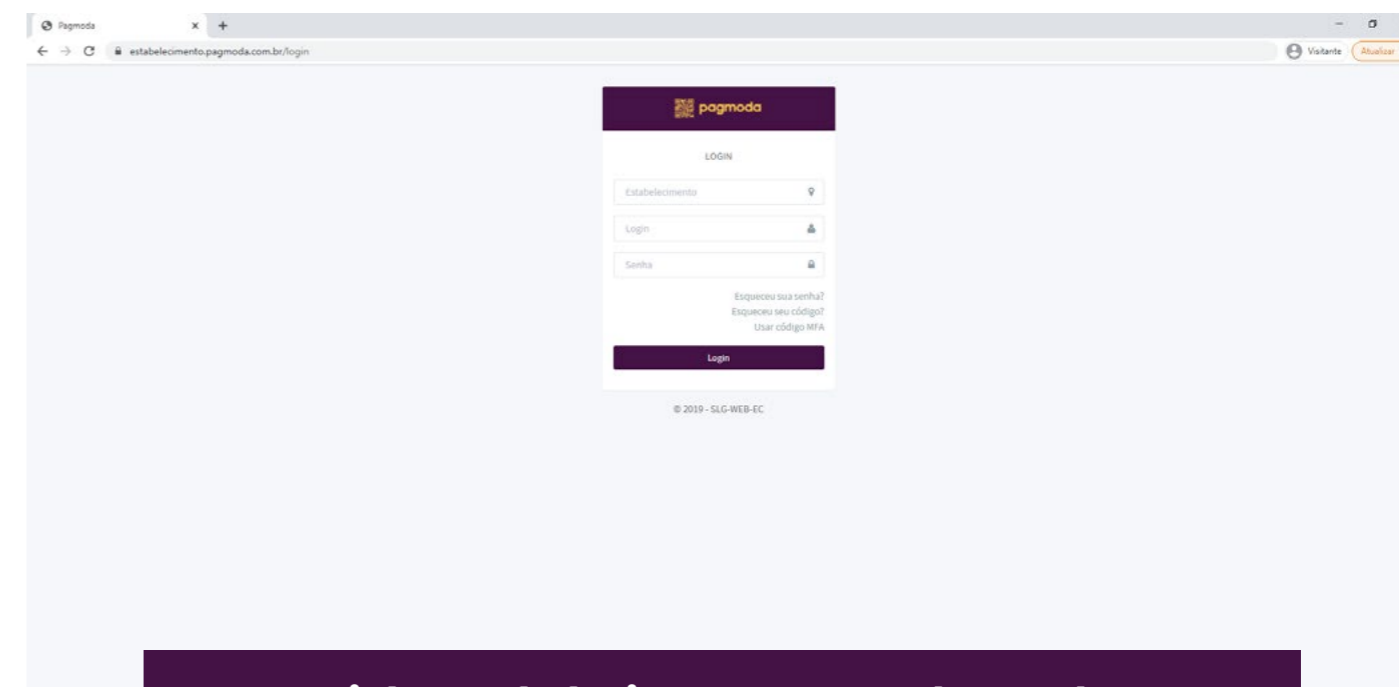 Pagmoda
estabelecimento.pagmoda.com.br/login
Visitante
Atualizar
pagmoda
LOGIN
Estabelecimento
Login
Senha
Esqueceu sua senha?
Esqueceu seu código?
Usar código MFA
Login
© 2019 - SLG-WEB-EC